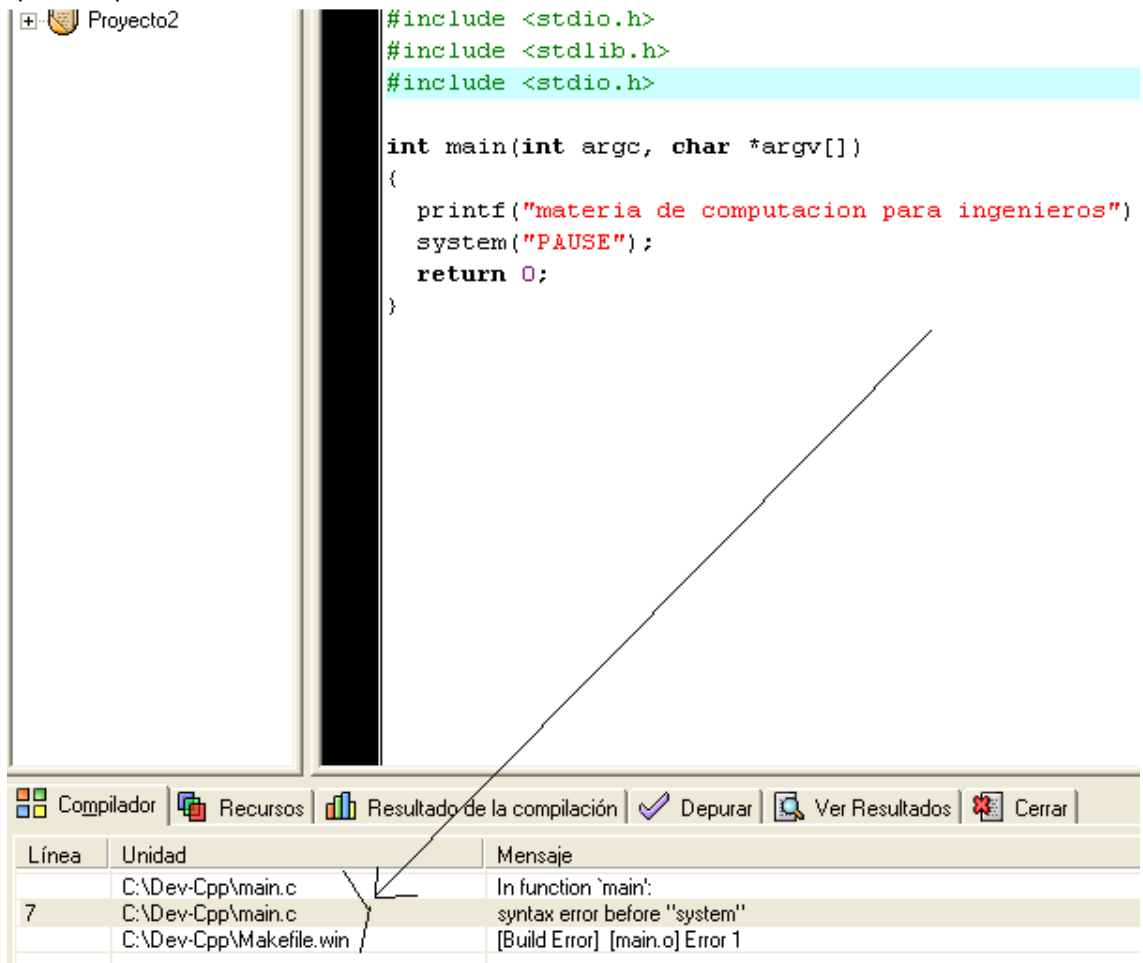 Proyecto2
#include <stdio.h>
#include <stdlib.h>
#include <stdio.h>
int main(int argc, char *argv[])
{
printf("materia de computacion para ingenieros")
system("PAUSE");
return 0;
}
Compilador Recursos Resultado de la compilación Depurar Ver Resultados Cerrar
Línea Unidad Mensaje
C:\Dev-Cpp\main.c In function `main':
7 C:\Dev-Cpp\main.c syntax error before "system"
C:\Dev-Cpp\Makefile.win [Build Error] [main.o] Error 1